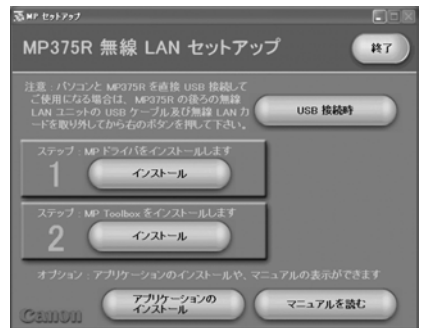 MP セットアップ
MP375R 無線 LAN セットアップ
終了
注意：パソコンと MP375R を直接 USB 接続して
ご使用になる場合は、MP375R の後ろの無線
LAN ユニットの USB ケーブル及び無線 LAN カ
ードを取り外してから右のボタンを押して下さい。
USB 接続時
ステップ：MP ドライバをインストールします
1
インストール
ステップ：MP Toolbox をインストールします
2
インストール
オプション：アプリケーションのインストールや、マニュアルの表示ができます
Canon
アプリケーションの
インストール
マニュアルを読む